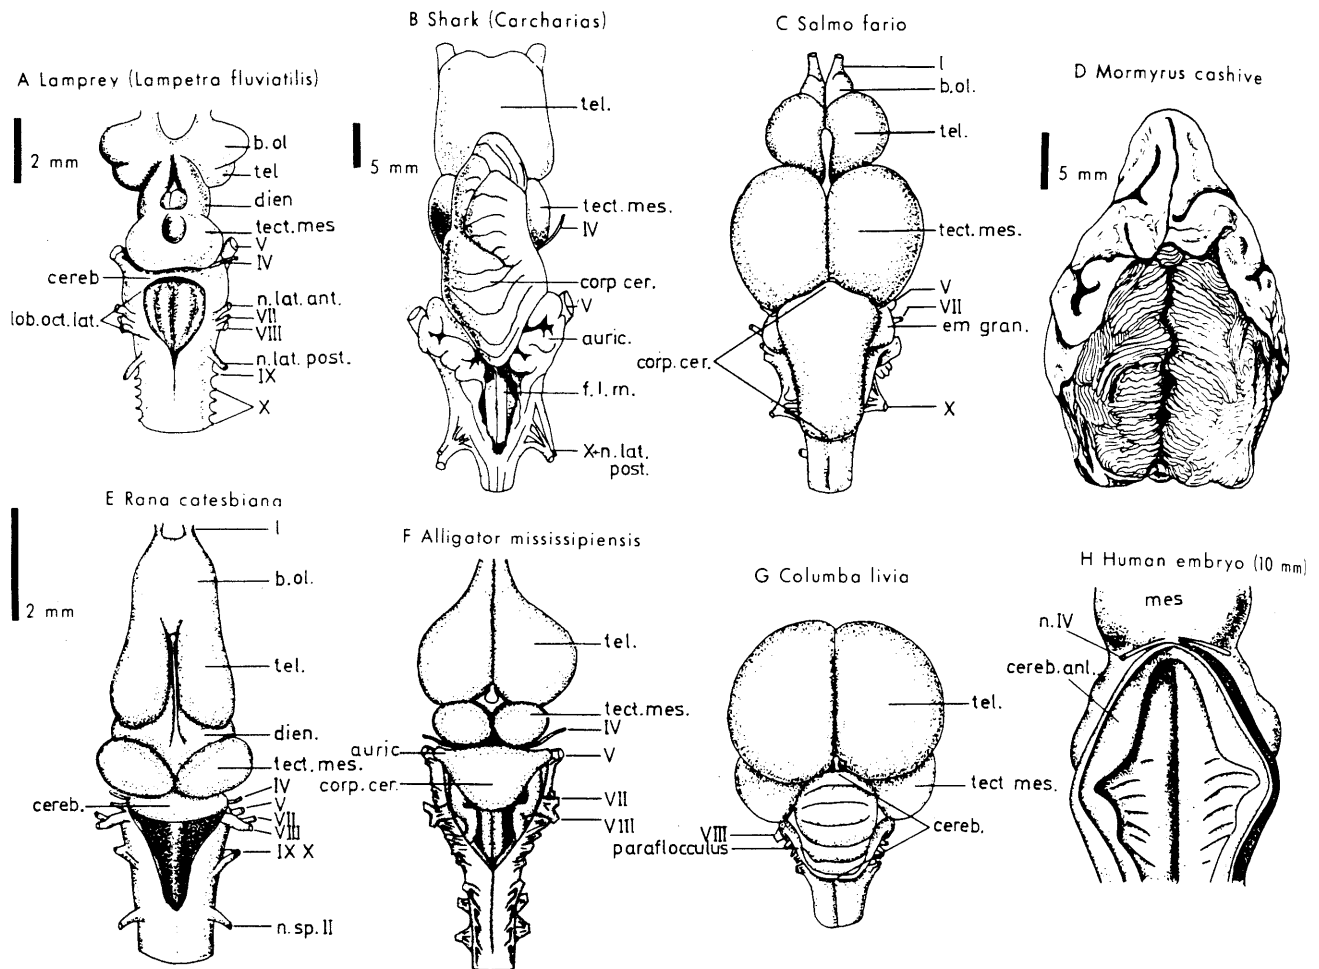 A Lamprey (Lampetra fluviatilis)
2 mm
b.ol
tel
dien
tect.mes
V
IV
cereb
n.lat.ant.
lob.oct.lat.
VII
VIII
n.lat.post.
IX
X
B Shark (Carcharias)
5 mm
tel.
tect.mes.
IV
corp cer.
V
auric.
f.l.m.
X+n.lat.
post.
C Salmo fario
l
b.ol.
tel.
tect.mes.
V
VII
em gran.
corp.cer.
X
D Mormyrus cashive
5 mm
E Rana catesbiana
2 mm
l
b.ol.
tel.
dien.
tect.mes.
IV
cereb.
V
VII
VIII
IX X
n.sp.II
F Alligator mississipiensis
tel.
tect.mes.
IV
auric
V
corp.cer.
VII
VIII
G Columba livia
tel.
tect mes.
cereb.
VIII
paraflocculus
H Human embryo (10 mm)
mes
n.IV
cereb.anl.